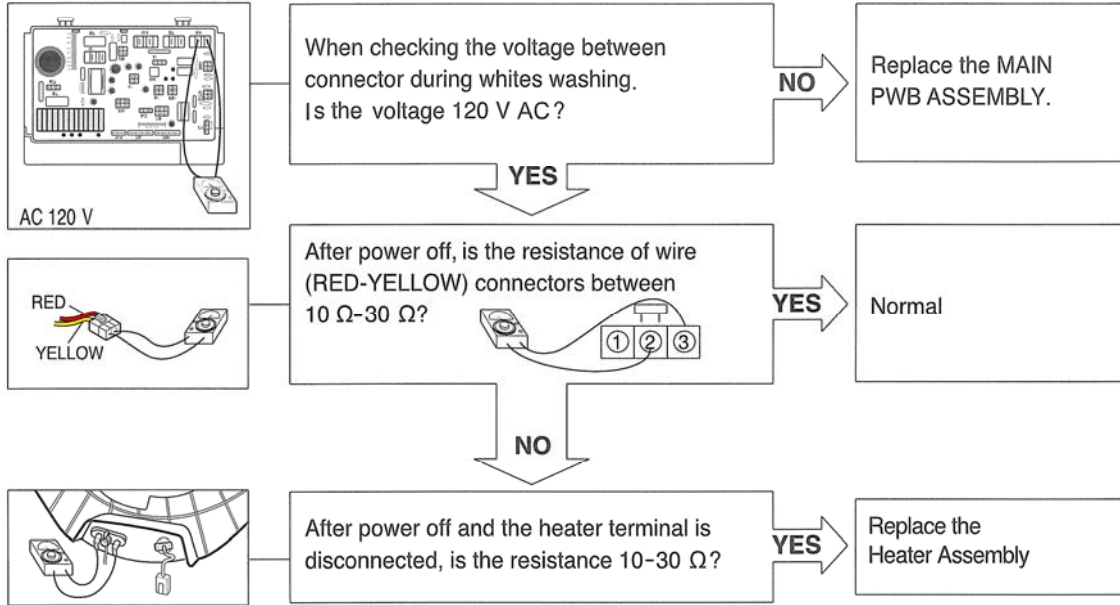 AC 120 V
When checking the voltage between
connector during whites washing.
Is the voltage 120 V AC?
NO
Replace the MAIN
PWB ASSEMBLY.
YES
RED
YELLOW
After power off, is the resistance of wire
(RED-YELLOW) connectors between
10 Ω-30 Ω?
① ② ③
YES
Normal
NO
After power off and the heater terminal is
disconnected, is the resistance 10-30 Ω?
YES
Replace the
Heater Assembly